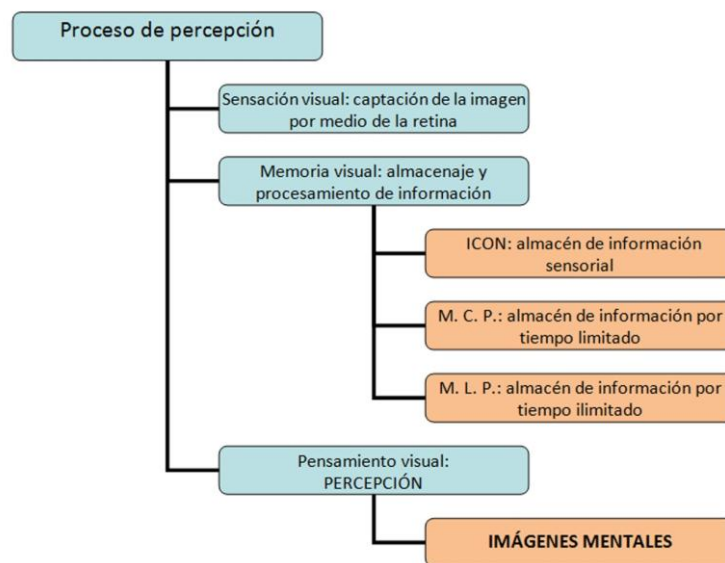 Proceso de percepción
Sensación visual: captación de la imagen
por medio de la retina
Memoria visual: almacenaje y
procesamiento de información
ICON: almacén de información
sensorial
M. C. P.: almacén de información por
tiempo limitado
M. L. P.: almacén de información por
tiempo ilimitado
Pensamiento visual:
PERCEPCIÓN
IMÁGENES MENTALES